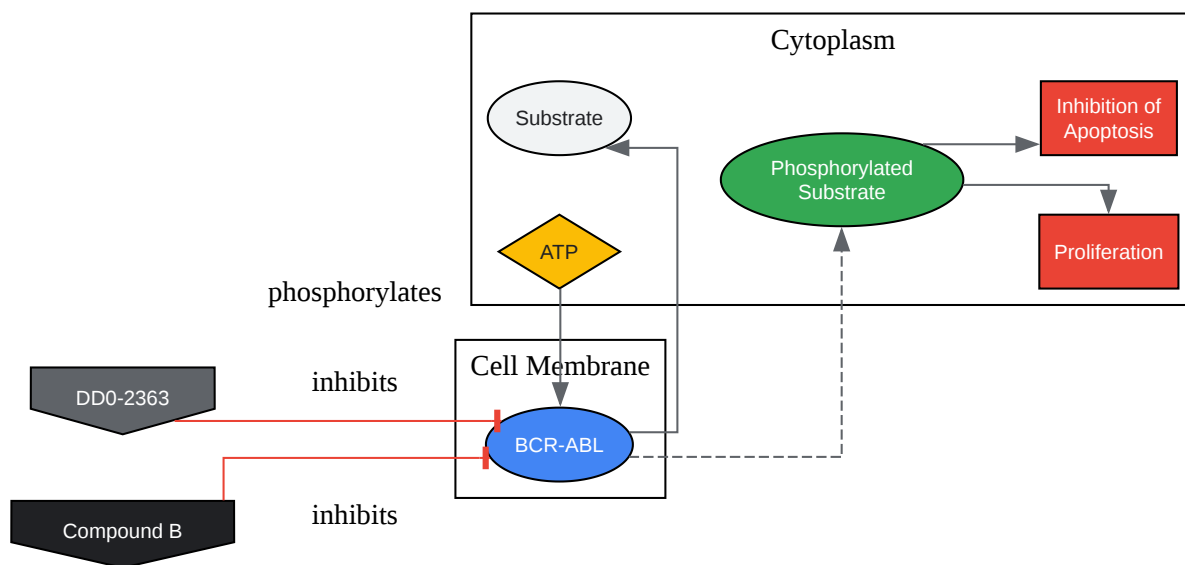 Cytoplasm
Substrate
Inhibition of
Apoptosis
Phosphorylated
Substrate
ATP
Proliferation
phosphorylates
Cell Membrane
inhibits
DD0-2363
BCR-ABL
inhibits
Compound B